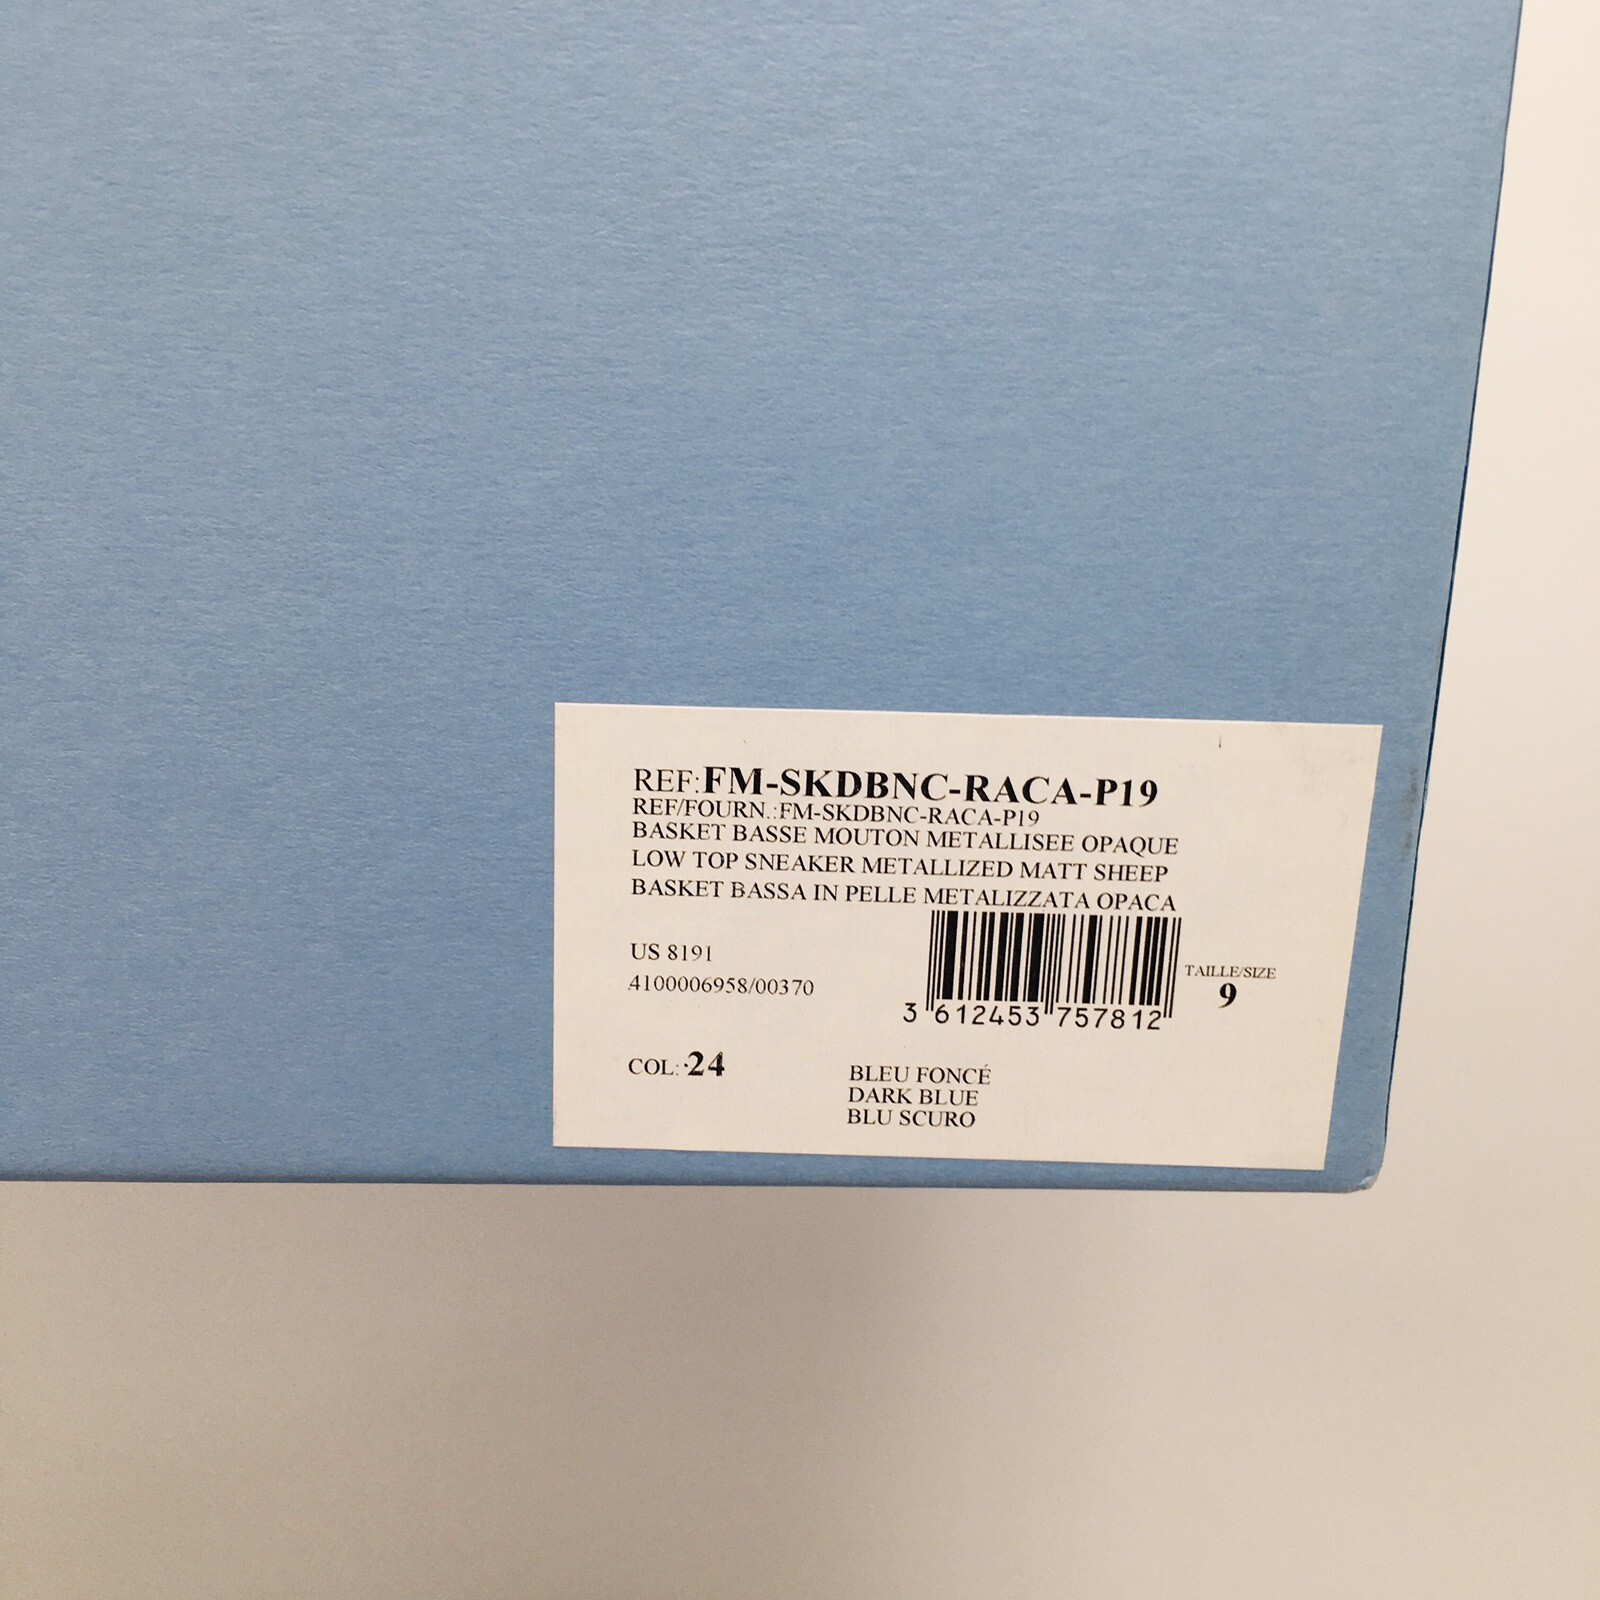 REF:FM-SKDBNC-RACA-P19
REF/FOURN.:FM-SKDBNC-RACA-P19
BASKET BASSE MOUTON METALLISEE OPAQUE
LOW TOP SNEAKER METALLIZED MATT SHEEP
BASKET BASSA IN PELLE METALIZZATA OPACA
US 8191
4100006958/00370
3 612453 757812
TAILLE/SIZE
9
COL: 24
BLEU FONCÉ
DARK BLUE
BLU SCURO